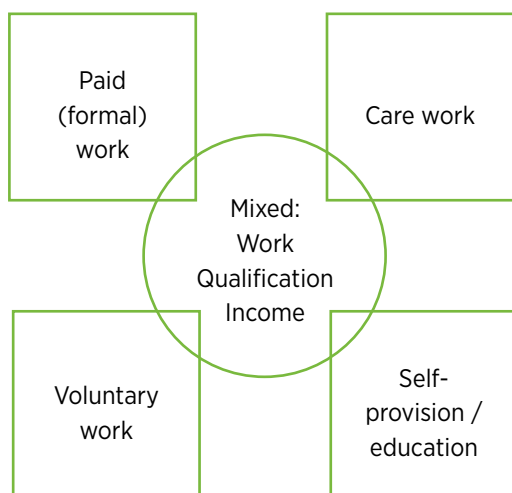 Paid
(formal)
work
Care work
Mixed:
Work
Qualification
Income
Voluntary
work
Self-
provision /
education